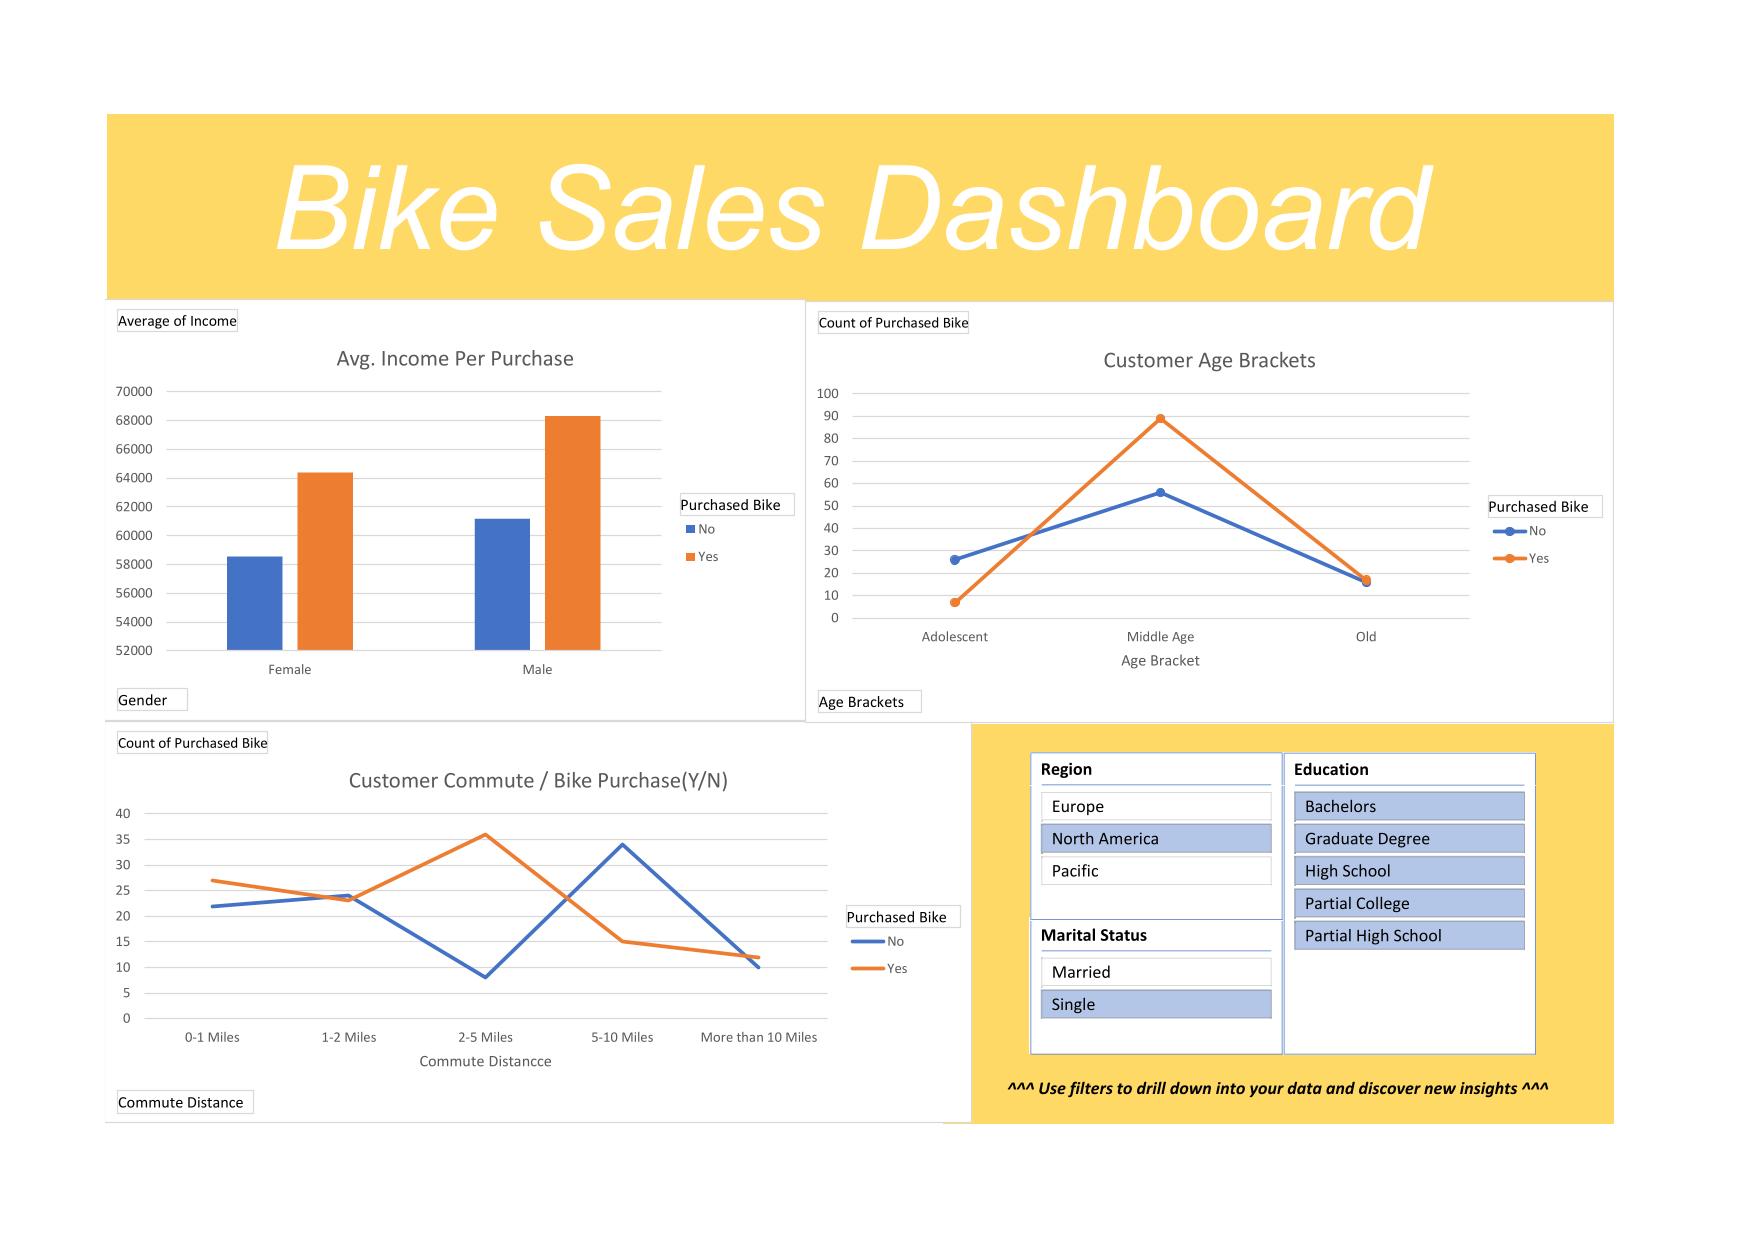 Bike Sales Dashboard
Average of Income
Avg. Income Per Purchase
70000
68000
66000
64000
62000
60000
58000
56000
54000
52000
Female Male
Purchased Bike
No
Yes
Gender
Count of Purchased Bike
Customer Age Brackets
100
90
80
70
60
50
40
30
20
10
0
Adolescent Middle Age Old
Age Bracket
Purchased Bike
No
Yes
Age Brackets
Count of Purchased Bike
Customer Commute / Bike Purchase(Y/N)
40
35
30
25
20
15
10
5
0
0-1 Miles 1-2 Miles 2-5 Miles 5-10 Miles More than 10 Miles
Commute Distancce
Purchased Bike
No
Yes
Commute Distance
Region
Europe
North America
Pacific
Marital Status
Married
Single
Education
Bachelors
Graduate Degree
High School
Partial College
Partial High School
^^^ Use filters to drill down into your data and discover new insights ^^^